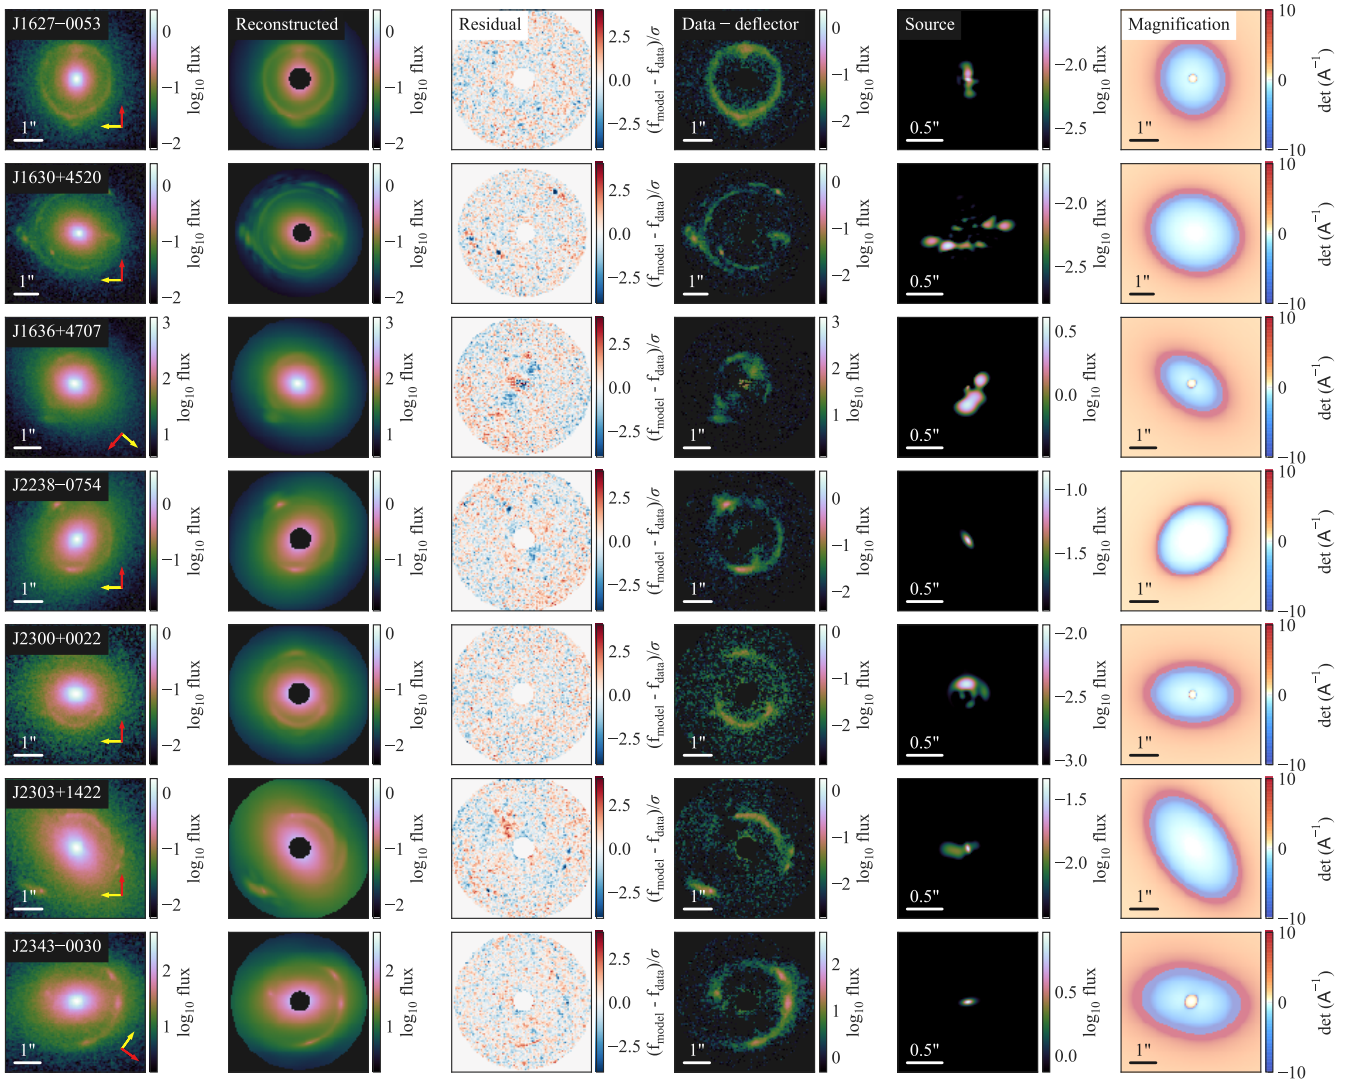 J1627−0053 Reconstructed Residual Data − deflector Source Magnification
0 −1 −2 log10 flux 0 −1 −2 log10 flux 2.5 0.0 −2.5 (fmodel - fdata)/σ 0 −1 −2 log10 flux −2.0 −2.5 log10 flux 10 0 −10 det (A−1)
1" 1" 0.5" 1"
J1630+4520
0 −1 −2 log10 flux 0 −1 −2 log10 flux 2.5 0.0 −2.5 (fmodel - fdata)/σ 0 −1 −2 log10 flux −2.0 −2.5 log10 flux 10 0 −10 det (A−1)
1" 1" 0.5" 1"
J1636+4707
3 2 1 log10 flux 3 2 1 log10 flux 2.5 0.0 −2.5 (fmodel - fdata)/σ 3 2 1 log10 flux 0.5 0.0 log10 flux 10 0 −10 det (A−1)
1" 1" 0.5" 1"
J2238−0754
0 −1 log10 flux 0 −1 log10 flux 2.5 0.0 −2.5 (fmodel - fdata)/σ 0 −1 −2 log10 flux −1.0 −1.5 log10 flux 10 0 −10 det (A−1)
1" 1" 0.5" 1"
J2300+0022
0 −1 −2 log10 flux 0 −1 −2 log10 flux 2.5 0.0 −2.5 (fmodel - fdata)/σ 0 −1 −2 log10 flux −2.0 −2.5 −3.0 log10 flux 10 0 −10 det (A−1)
1" 1" 0.5" 1"
J2303+1422
0 −1 −2 log10 flux 0 −1 −2 log10 flux 2.5 0.0 −2.5 (fmodel - fdata)/σ 0 −1 −2 log10 flux −1.5 −2.0 log10 flux 10 0 −10 det (A−1)
1" 1" 0.5" 1"
J2343−0030
2 1 log10 flux 2 1 log10 flux 2.5 0.0 −2.5 (fmodel - fdata)/σ 2 1 0 log10 flux 0.5 0.0 log10 flux 10 0 −10 det (A−1)
1" 1" 0.5" 1"